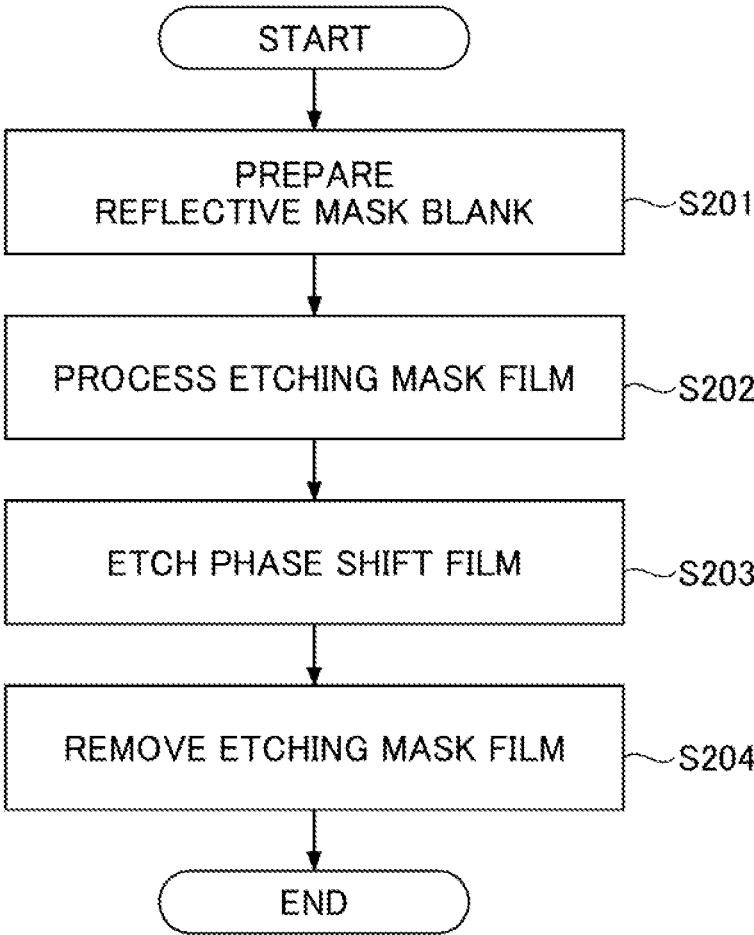 START
PREPARE
REFLECTIVE MASK BLANK
S201
PROCESS ETCHING MASK FILM
S202
ETCH PHASE SHIFT FILM
S203
REMOVE ETCHING MASK FILM
S204
END